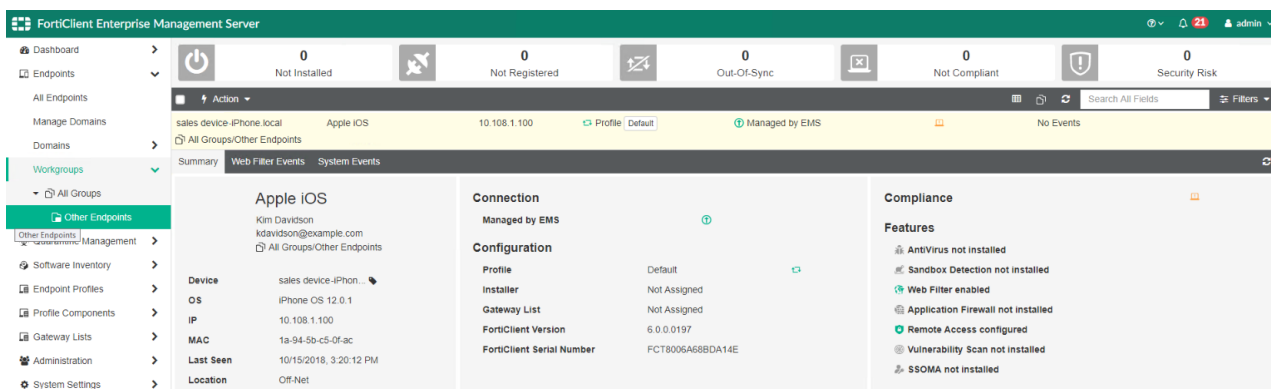 FortiClient Enterprise Management Server
21
admin
Dashboard
Endpoints
All Endpoints
Manage Domains
Domains
Workgroups
All Groups
Other Endpoints
Other Endpoints
Quarantine Management
Software Inventory
Endpoint Profiles
Profile Components
Gateway Lists
Administration
System Settings
0
Not Installed
0
Not Registered
0
Out-Of-Sync
0
Not Compliant
0
Security Risk
Action
Search All Fields
Filters
sales device-iPhone.local Apple iOS 10.108.1.100 Profile Default Managed by EMS No Events
All Groups/Other Endpoints
Summary Web Filter Events System Events
Apple iOS
Kim Davidson
kdavidson@example.com
All Groups/Other Endpoints
Device sales device-iPhon...
OS iPhone OS 12.0.1
IP 10.108.1.100
MAC 1a-94-5b-c5-0f-ac
Last Seen 10/15/2018, 3:20:12 PM
Location Off-Net
Connection
Managed by EMS
Configuration
Profile Default
Installer Not Assigned
Gateway List Not Assigned
FortiClient Version 6.0.0.0197
FortiClient Serial Number FCT8006A68BDA14E
Compliance
Features
AntiVirus not installed
Sandbox Detection not installed
Web Filter enabled
Application Firewall not installed
Remote Access configured
Vulnerability Scan not installed
SSOMA not installed